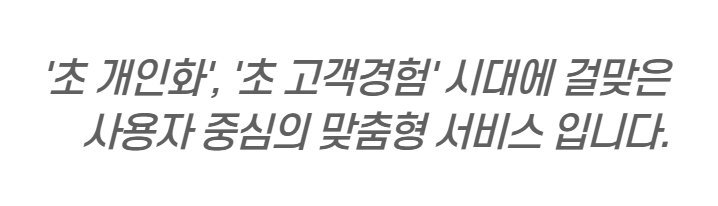 '초 개인화', '초 고객경험' 시대에 걸맞은
사용자 중심의 맞춤형 서비스 입니다.